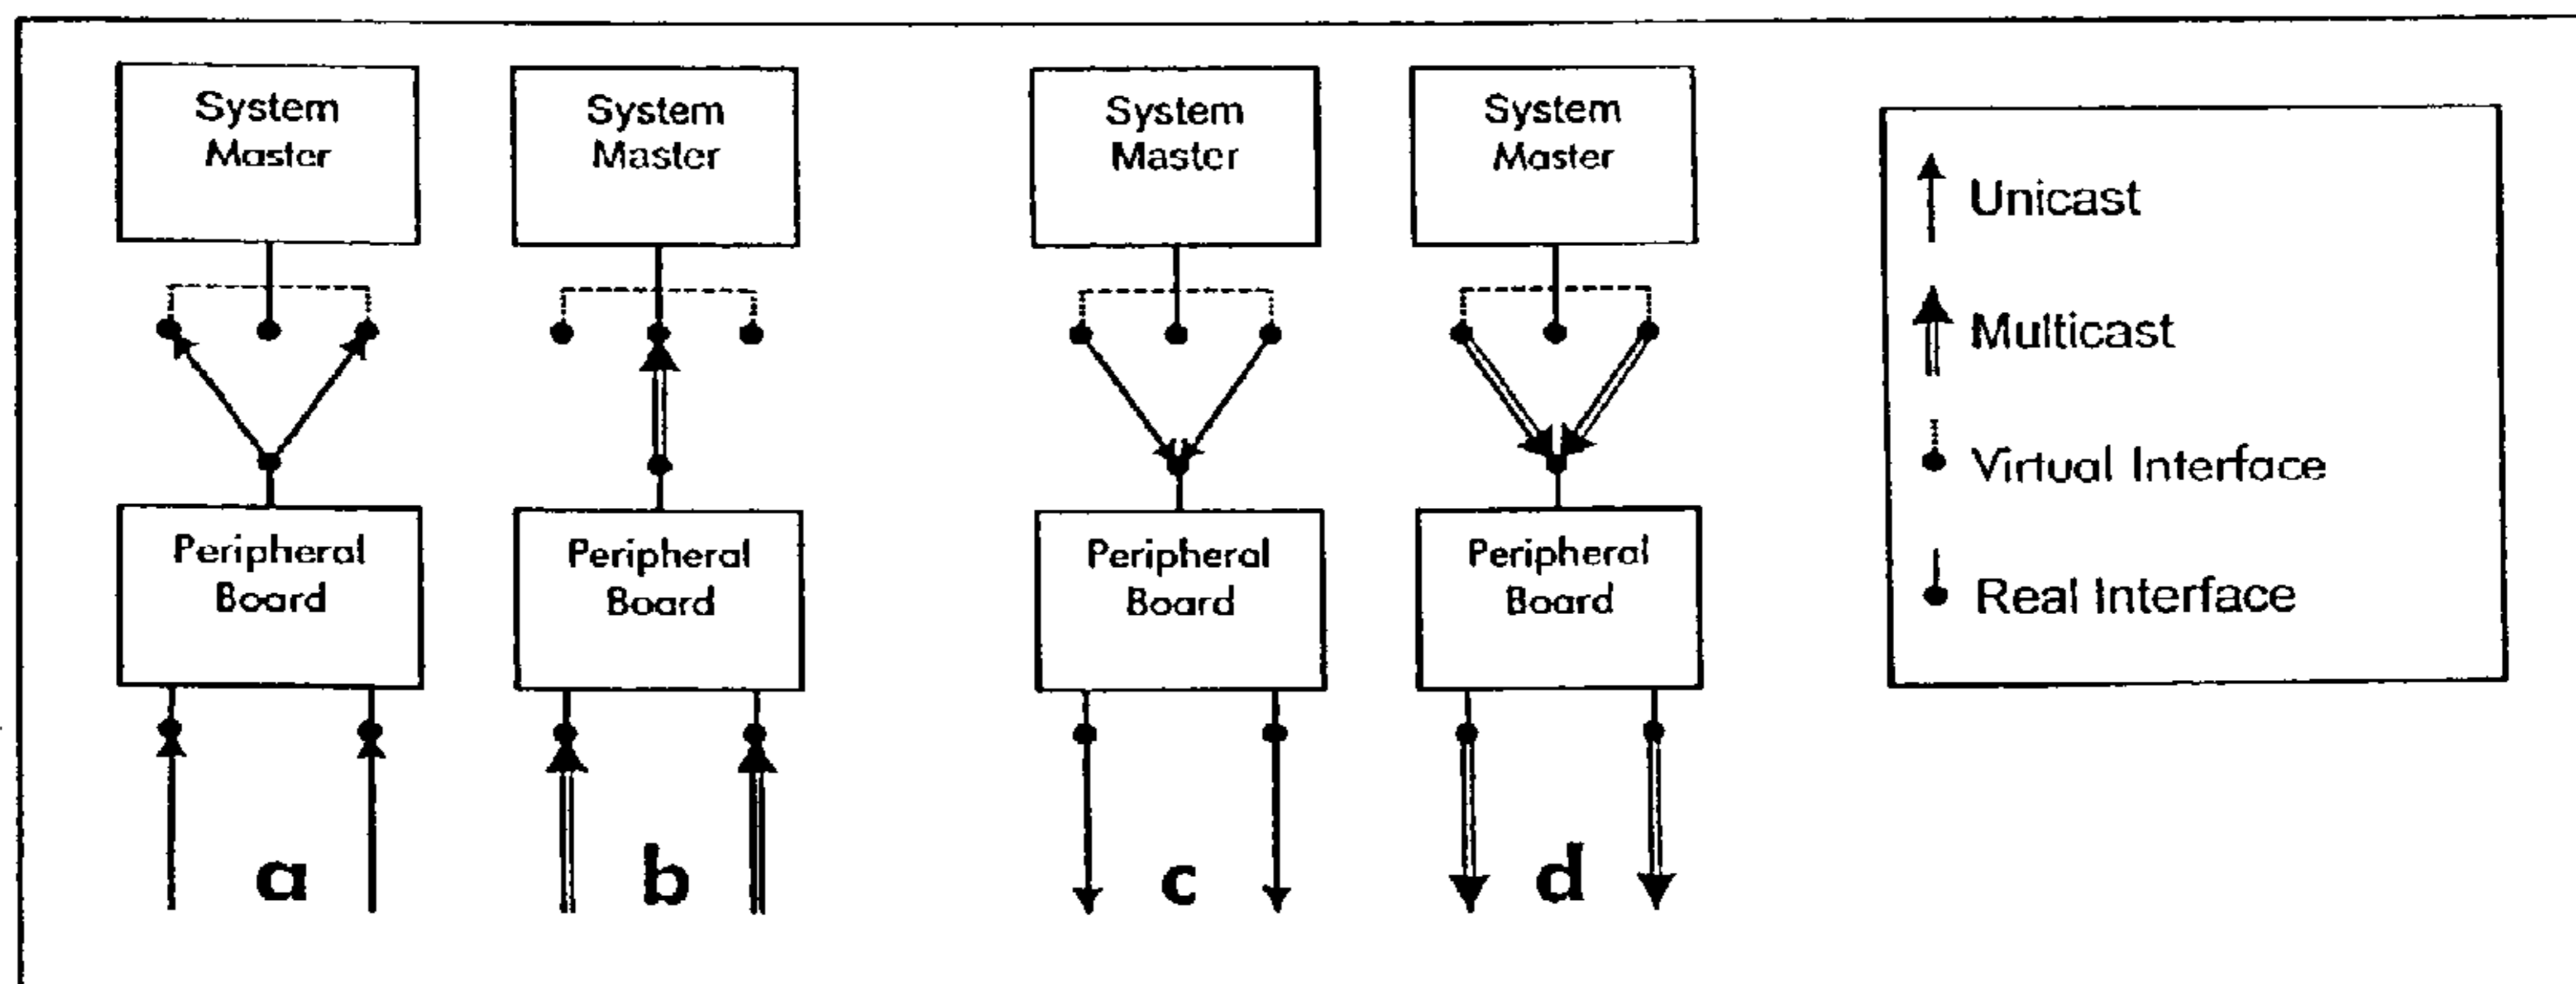 System
Master
System
Master
System
Master
System
Master
Unicast
Multicast
Virtual Interface
Real Interface
Peripheral
Board
Peripheral
Board
Peripheral
Board
Peripheral
Board
a
b
c
d